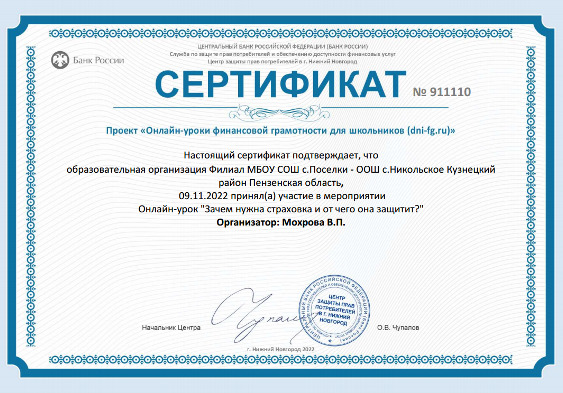 Банк России
ЦЕНТРАЛЬНЫЙ БАНК РОССИЙСКОЙ ФЕДЕРАЦИИ (БАНК РОССИИ)
Служба по защите прав потребителей и обеспечению доступности финансовых услуг
Центр защиты прав потребителей в г. Нижний Новгород
СЕРТИФИКАТ № 911110
Проект «Онлайн-уроки финансовой грамотности для школьников (dni-fg.ru)»
Настоящий сертификат подтверждает, что
образовательная организация Филиал МБОУ СОШ с.Поселки - ООШ с.Никольское Кузнецкий
район Пензенская область,
09.11.2022 принял(а) участие в мероприятии
Онлайн-урок "Зачем нужна страховка и от чего она защитит?"
Организатор: Мохрова В.П.
ЦЕНТР
ЗАЩИТЫ ПРАВ
ПОТРЕБИТЕЛЕЙ
В Г. НИЖНИЙ
НОВГОРОД
Начальник Центра
О.В. Чупалов
г. Нижний Новгород 2022